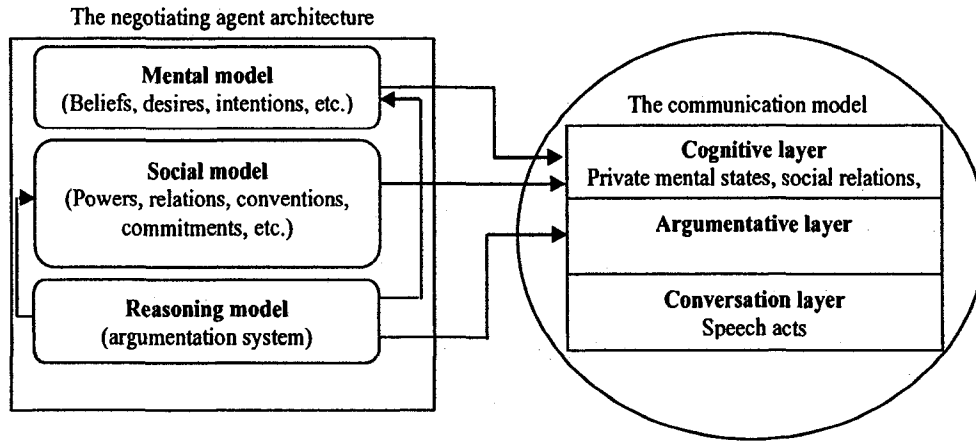 The negotiating agent architecture
Mental model
(Beliefs, desires, intentions, etc.)
Social model
(Powers, relations, conventions,
commitments, etc.)
Reasoning model
(argumentation system)
The communication model
Cognitive layer
Private mental states, social relations,
Argumentative layer
Conversation layer
Speech acts